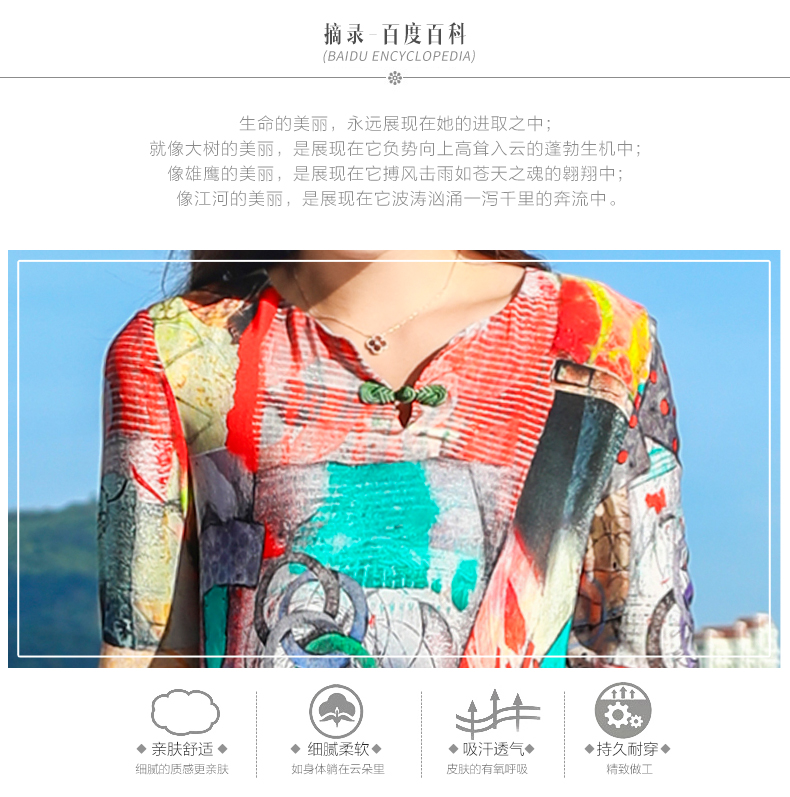 摘录-百度百科
(BAIDU ENCYCLOPEDIA)
生命的美丽，永远展现在她的进取之中；
就像大树的美丽，是展现在它负势向上高耸入云的蓬勃生机中；
像雄鹰的美丽，是展现在它搏风击雨如苍天之魂的翱翔中；
像江河的美丽，是展现在它波涛汹涌一泻千里的奔流中。
亲肤舒适 细腻柔软 吸汗透气 持久耐穿
细腻的质感更亲肤 如身体躺在云朵里 皮肤的有氧呼吸 精致做工